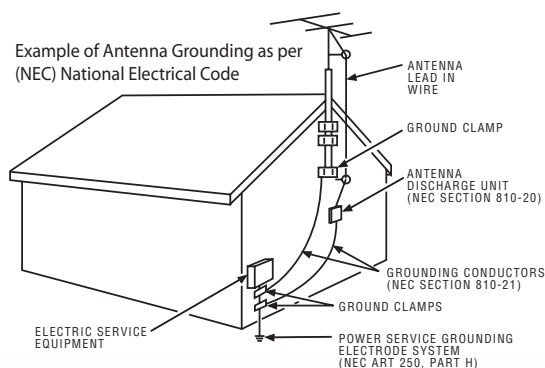 Example of Antenna Grounding as per
(NEC) National Electrical Code
ANTENNA
LEAD IN
WIRE
GROUND CLAMP
ANTENNA
DISCHARGE UNIT
(NEC SECTION 810-20)
GROUNDING CONDUCTORS
(NEC SECTION 810-21)
GROUND CLAMPS
ELECTRIC SERVICE
EQUIPMENT
POWER SERVICE GROUNDING
ELECTRODE SYSTEM
(NEC ART 250, PART H)